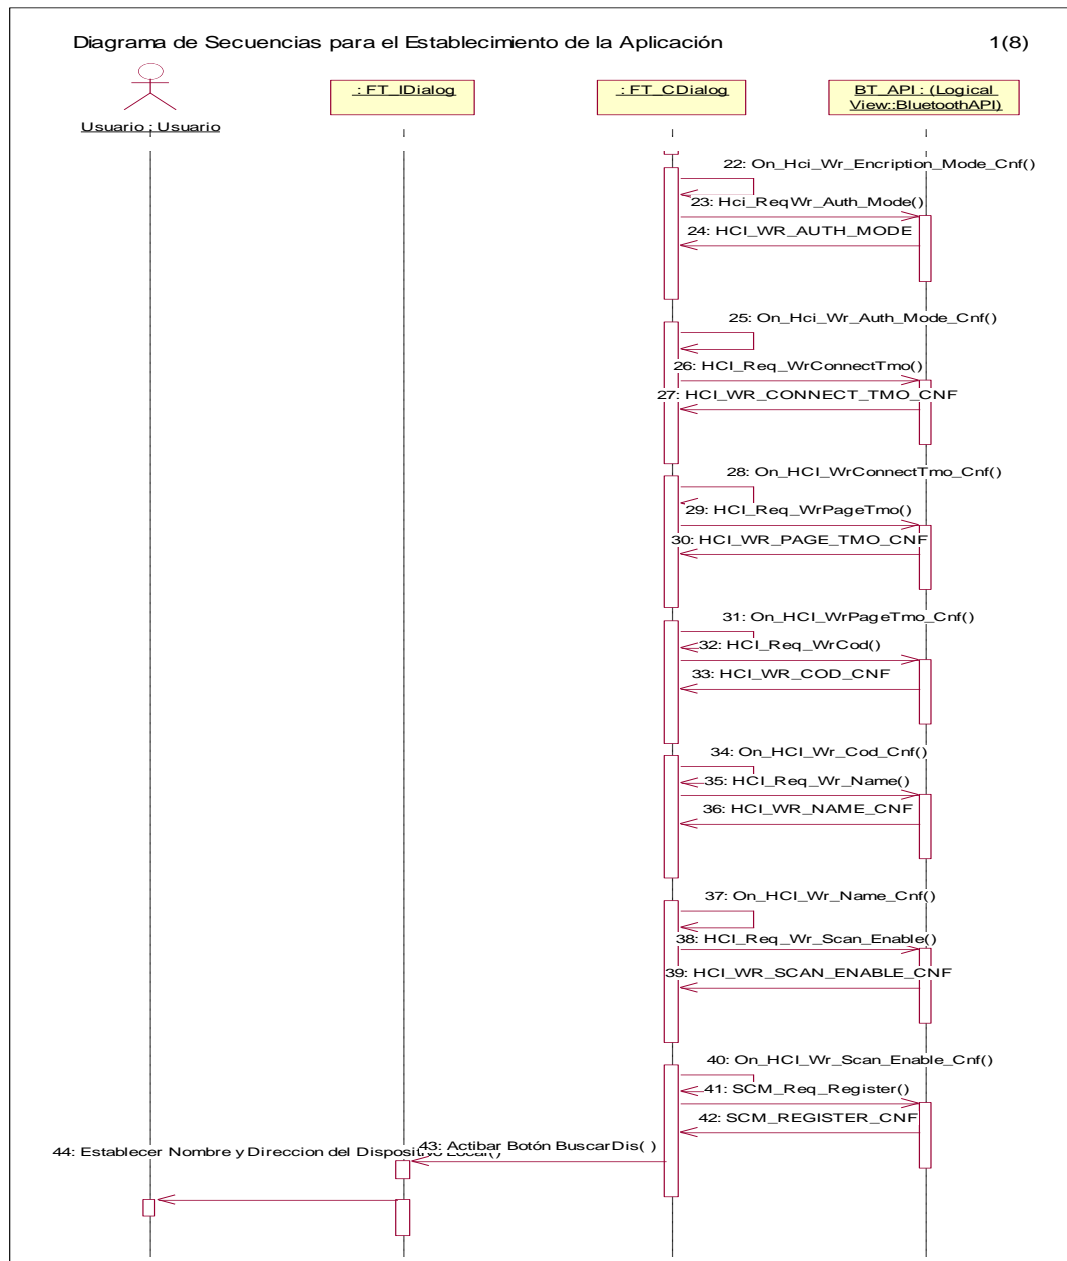 Diagrama de Secuencias para el Establecimiento de la Aplicación 1(8)
Usuario : Usuario
: FT_IDialog
: FT_CDialog
BT_API : (Logical
View::BluetoothAPI)
22: On_Hci_Wr_Encription_Mode_Cnf()
23: Hci_ReqWr_Auth_Mode()
24: HCI_WR_AUTH_MODE
25: On_Hci_Wr_Auth_Mode_Cnf()
26: HCI_Req_WrConnectTmo()
27: HCI_WR_CONNECT_TMO_CNF
28: On_HCI_WrConnectTmo_Cnf()
29: HCI_Req_WrPageTmo()
30: HCI_WR_PAGE_TMO_CNF
31: On_HCI_WrPageTmo_Cnf()
32: HCI_Req_WrCod()
33: HCI_WR_COD_CNF
34: On_HCI_Wr_Cod_Cnf()
35: HCI_Req_Wr_Name()
36: HCI_WR_NAME_CNF
37: On_HCI_Wr_Name_Cnf()
38: HCI_Req_Wr_Scan_Enable()
39: HCI_WR_SCAN_ENABLE_CNF
40: On_HCI_Wr_Scan_Enable_Cnf()
41: SCM_Req_Register()
42: SCM_REGISTER_CNF
43: Actibar Botón BuscarDis( )
44: Establecer Nombre y Direccion del Dispositivo Local()